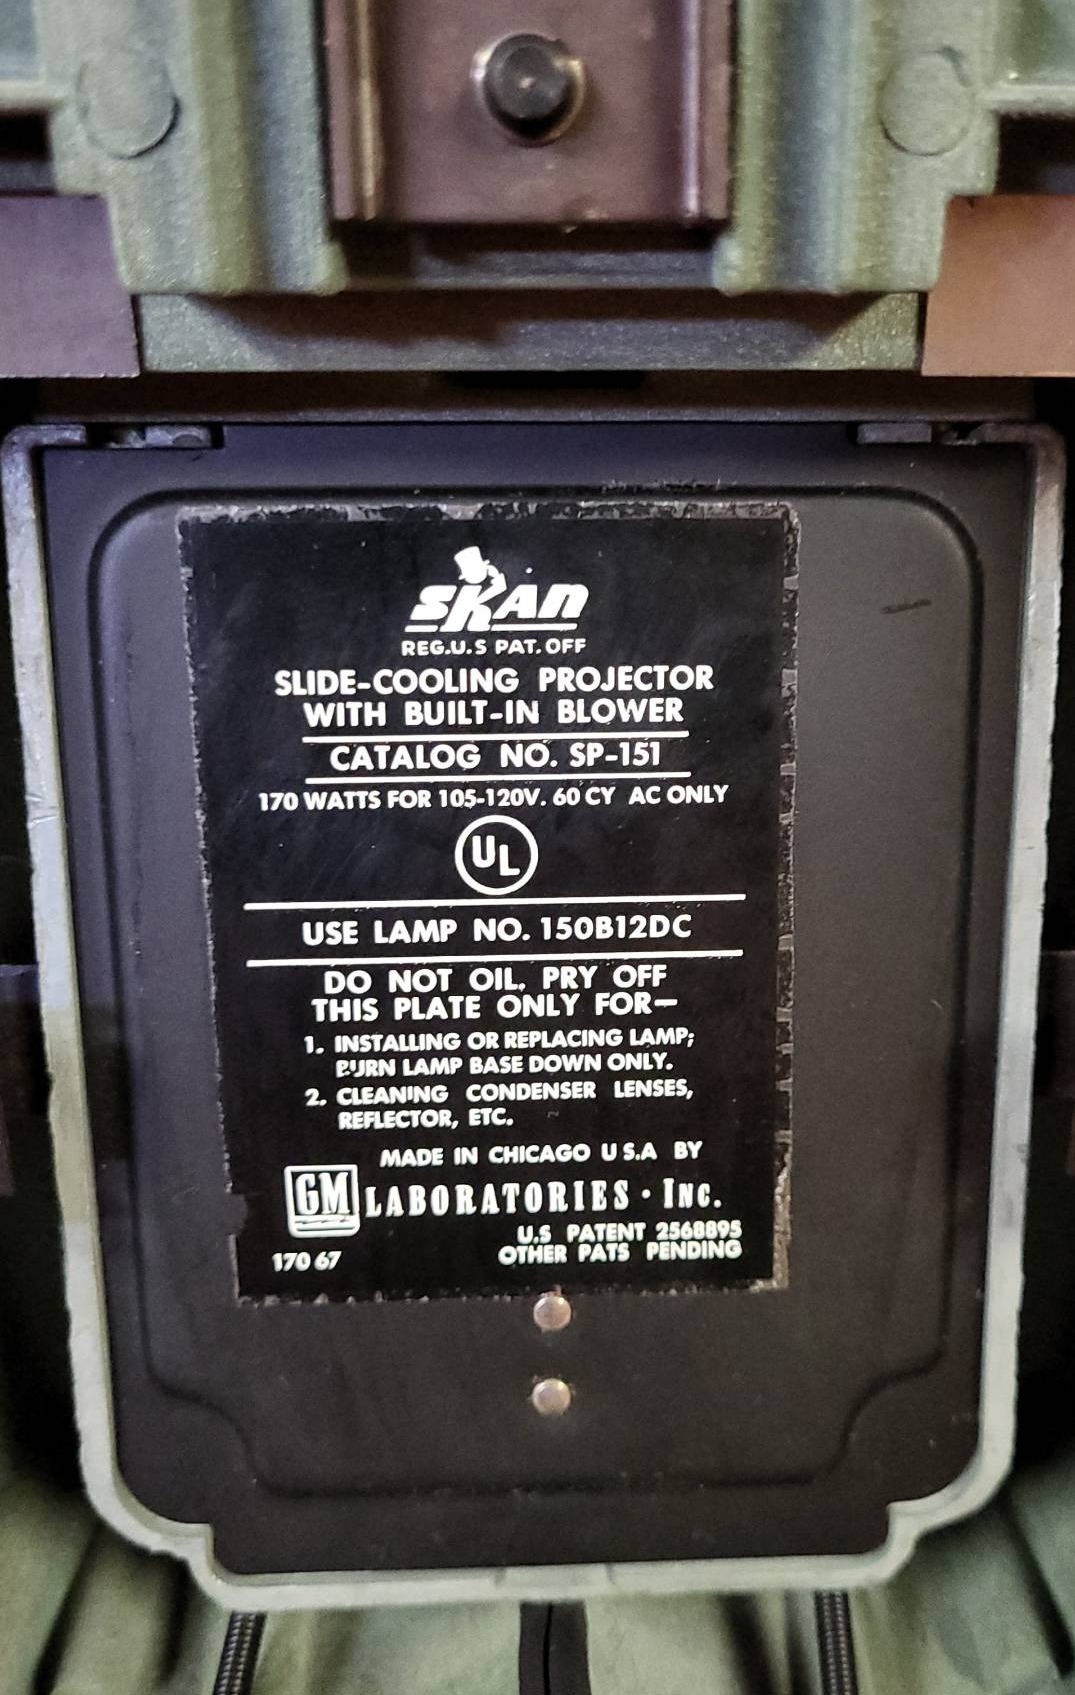 SKAN
REG.U.S PAT. OFF
SLIDE-COOLING PROJECTOR
WITH BUILT-IN BLOWER
CATALOG NO. SP-151
170 WATTS FOR 105-120V. 60 CY AC ONLY
UL
USE LAMP NO. 150B12DC
DO NOT OIL. PRY OFF
THIS PLATE ONLY FOR—
1. INSTALLING OR REPLACING LAMP;
BURN LAMP BASE DOWN ONLY.
2. CLEANING CONDENSER LENSES,
REFLECTOR, ETC.
MADE IN CHICAGO U S.A BY
GM LABORATORIES · INC.
U.S PATENT 2568895
170 67 OTHER PATS PENDING